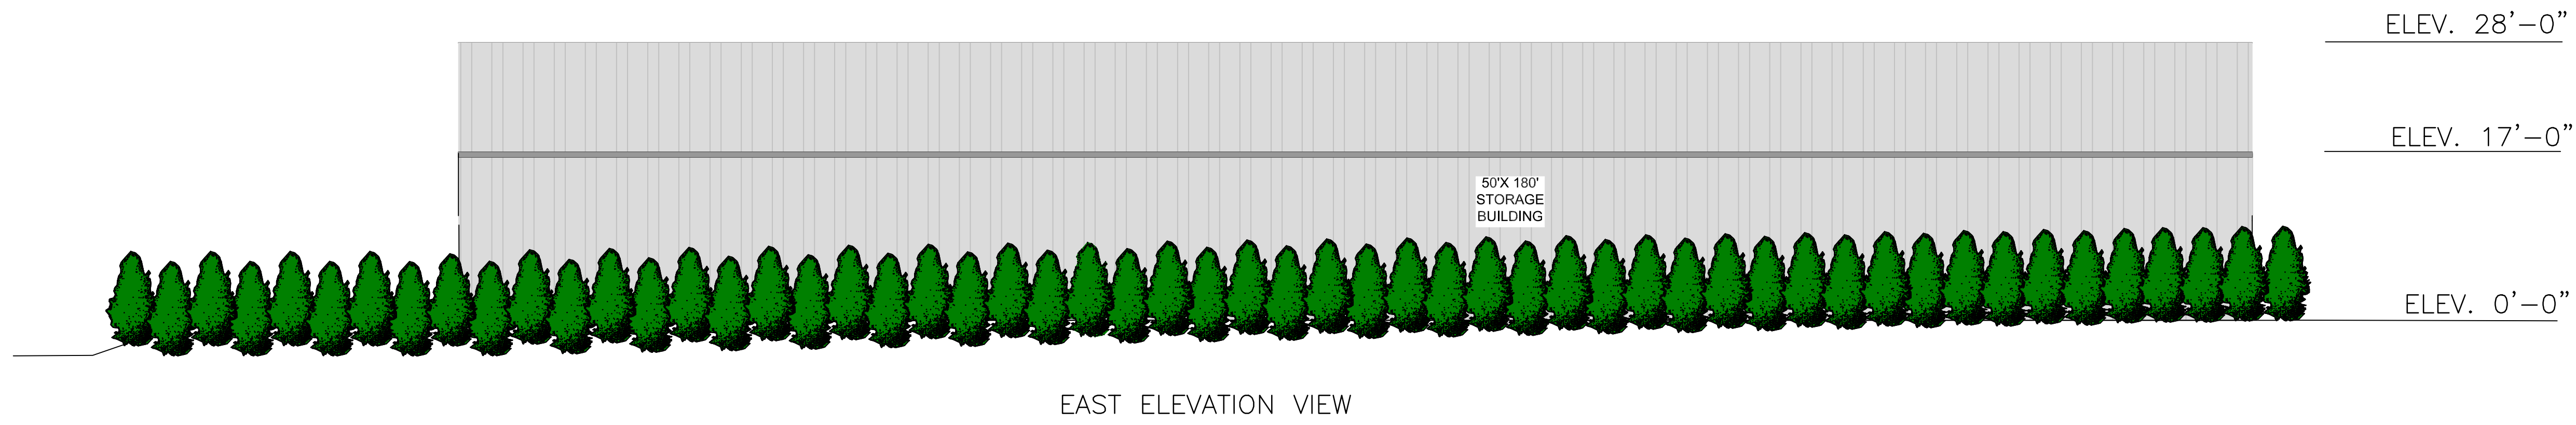 ELEV. 28'-0"
ELEV. 17'-0"
50'X 180'
STORAGE
BUILDING
ELEV. 0'-0"
EAST ELEVATION VIEW